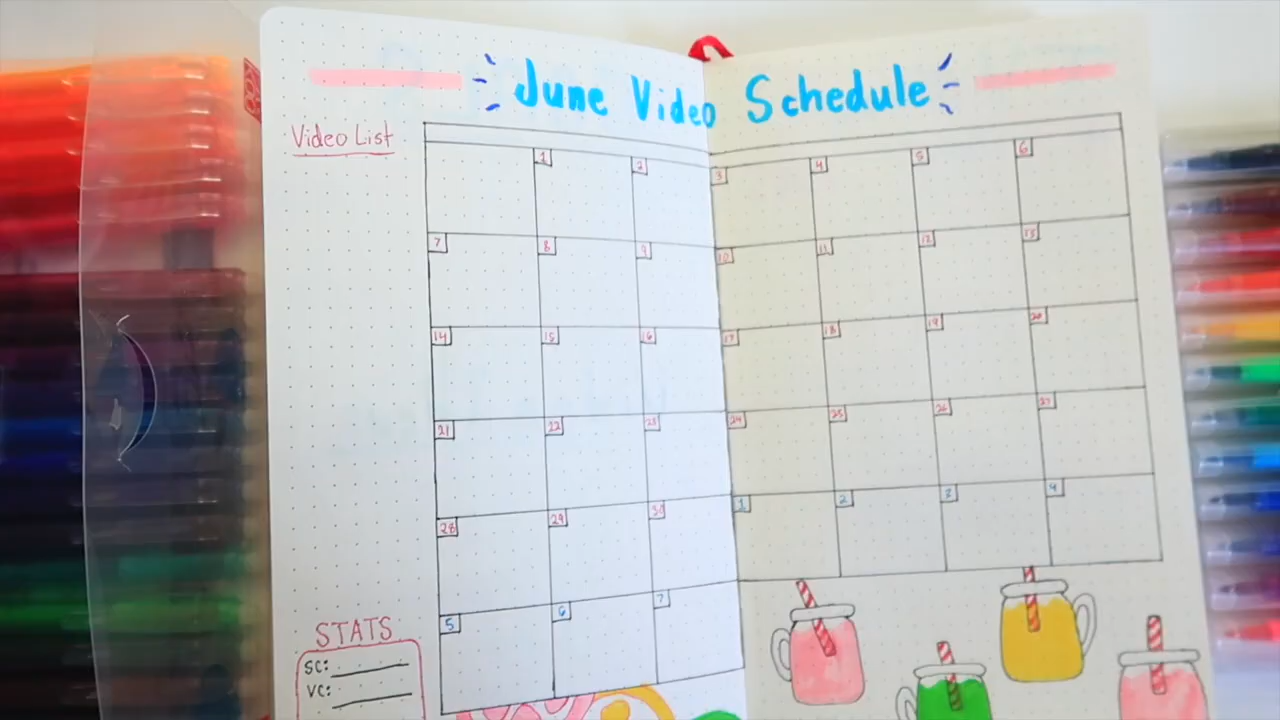 June Video Schedule
Video List
1 2 3 4 5 6
7 8 9 10 11 12 13
14 15 16 17 18 19 20
21 22 23 24 25 26 27
28 29 30 1 2 3 4
5 6 7
STATS
SC:
VC: